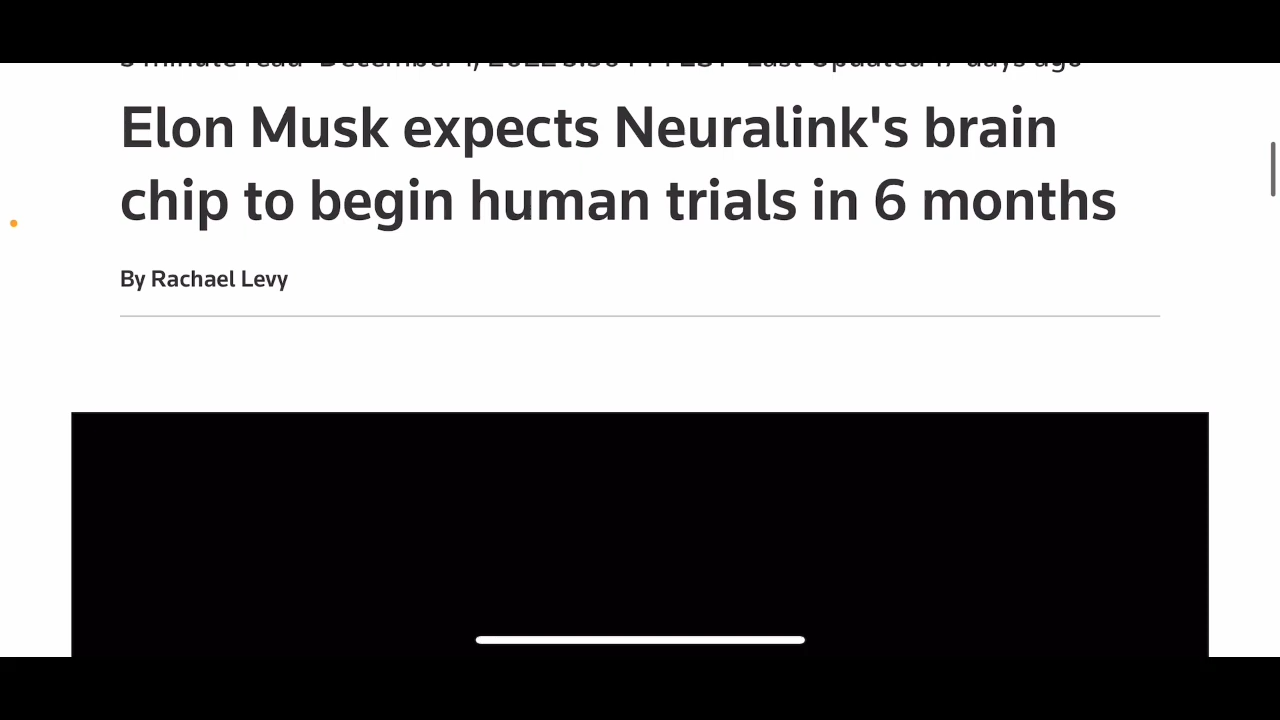 Elon Musk expects Neuralink's brain
chip to begin human trials in 6 months
By Rachael Levy